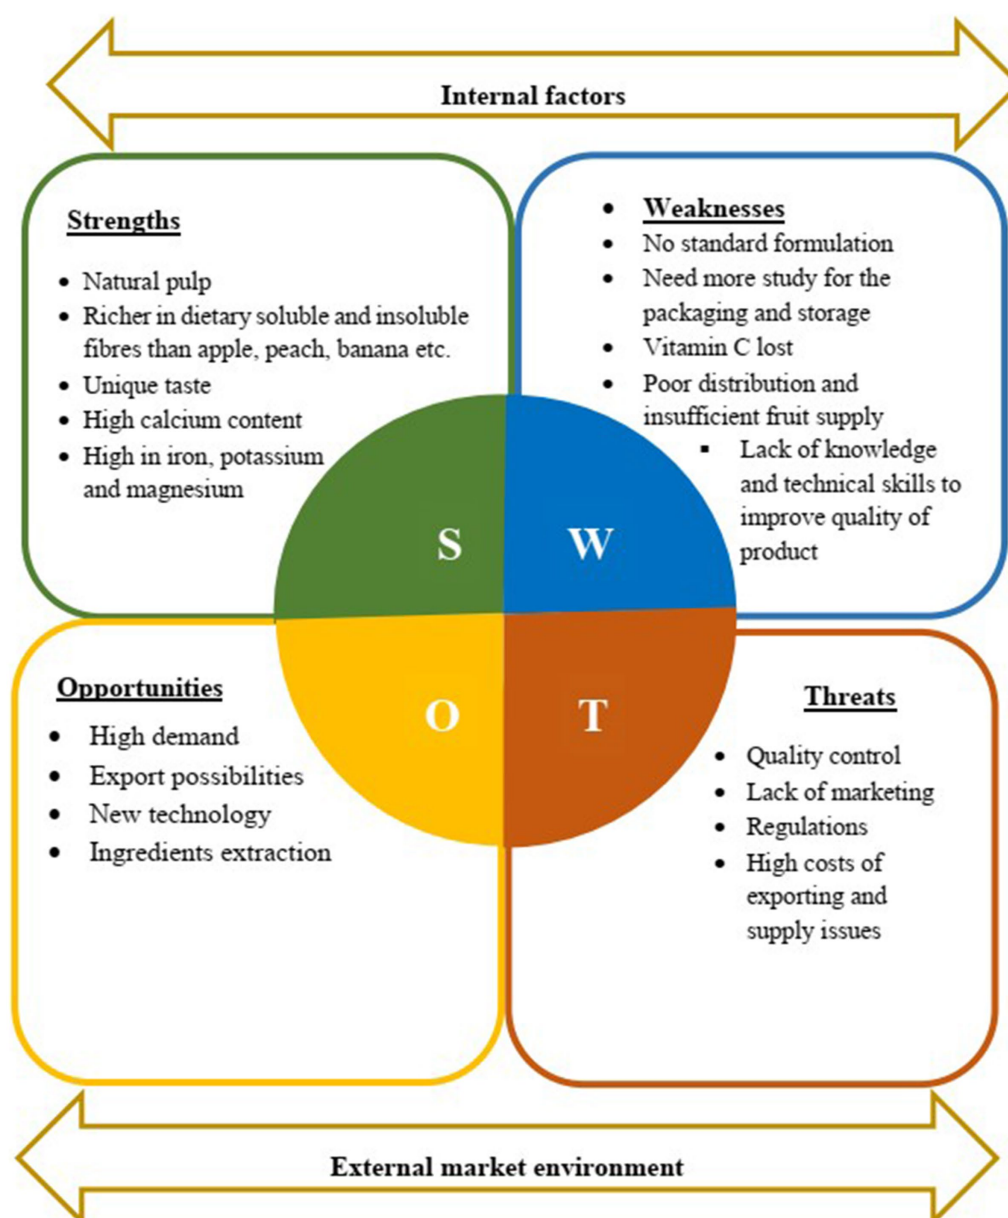 Internal factors
Strengths
• Natural pulp
• Richer in dietary soluble and insoluble
fibres than apple, peach, banana etc.
• Unique taste
• High calcium content
• High in iron, potassium
and magnesium
• Weaknesses
• No standard formulation
• Need more study for the
packaging and storage
• Vitamin C lost
• Poor distribution and
insufficient fruit supply
▪ Lack of knowledge
and technical skills to
improve quality of
product
S
W
O
T
Opportunities
• High demand
• Export possibilities
• New technology
• Ingredients extraction
Threats
• Quality control
• Lack of marketing
• Regulations
• High costs of
exporting and
supply issues
External market environment